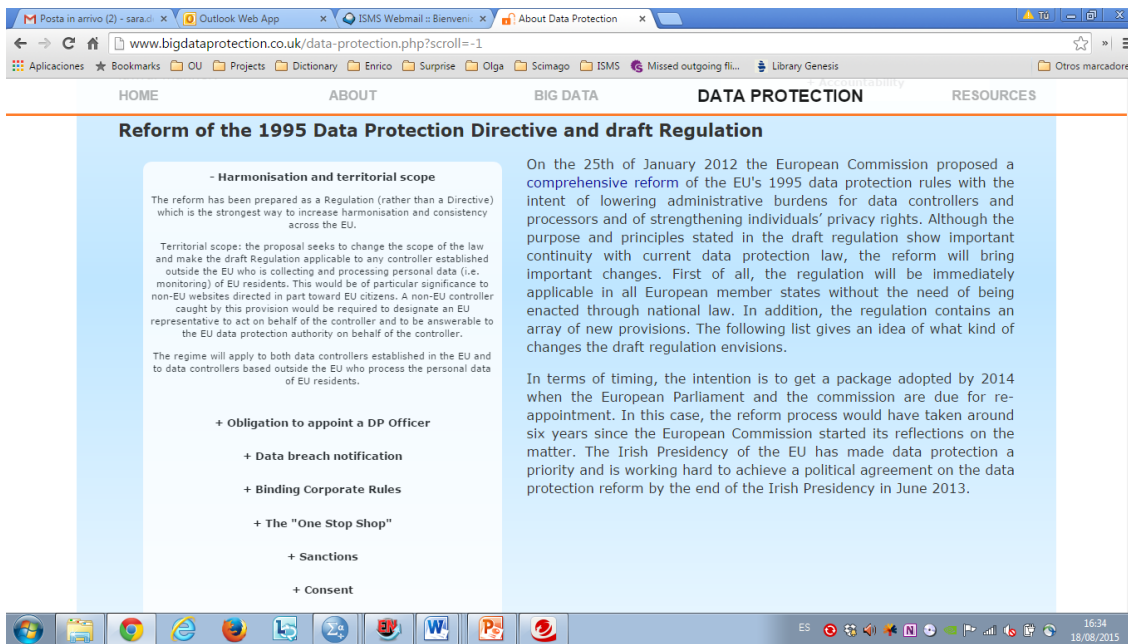 Posta in arrivo (2) - sara.d
Outlook Web App
ISMS Webmail :: Bienvenic
About Data Protection
Tú
www.bigdataprotection.co.uk/data-protection.php?scroll=-1
Aplicaciones Bookmarks OU Projects Dictionary Enrico Surprise Olga Scimago ISMS Missed outgoing fli... Library Genesis Otros marcadore
Accountability
HOME ABOUT BIG DATA DATA PROTECTION RESOURCES
Reform of the 1995 Data Protection Directive and draft Regulation
- Harmonisation and territorial scope
The reform has been prepared as a Regulation (rather than a Directive)
which is the strongest way to increase harmonisation and consistency
across the EU.
Territorial scope: the proposal seeks to change the scope of the law
and make the draft Regulation applicable to any controller established
outside the EU who is collecting and processing personal data (i.e.
monitoring) of EU residents. This would be of particular significance to
non-EU websites directed in part toward EU citizens. A non-EU controller
caught by this provision would be required to designate an EU
representative to act on behalf of the controller and to be answerable to
the EU data protection authority on behalf of the controller.
The regime will apply to both data controllers established in the EU and
to data controllers based outside the EU who process the personal data
of EU residents.
+ Obligation to appoint a DP Officer
+ Data breach notification
+ Binding Corporate Rules
+ The "One Stop Shop"
+ Sanctions
+ Consent
On the 25th of January 2012 the European Commission proposed a
comprehensive reform of the EU's 1995 data protection rules with the
intent of lowering administrative burdens for data controllers and
processors and of strengthening individuals’ privacy rights. Although the
purpose and principles stated in the draft regulation show important
continuity with current data protection law, the reform will bring
important changes. First of all, the regulation will be immediately
applicable in all European member states without the need of being
enacted through national law. In addition, the regulation contains an
array of new provisions. The following list gives an idea of what kind of
changes the draft regulation envisions.
In terms of timing, the intention is to get a package adopted by 2014
when the European Parliament and the commission are due for re-
appointment. In this case, the reform process would have taken around
six years since the European Commission started its reflections on the
matter. The Irish Presidency of the EU has made data protection a
priority and is working hard to achieve a political agreement on the data
protection reform by the end of the Irish Presidency in June 2013.
ES
16:34
18/08/2015